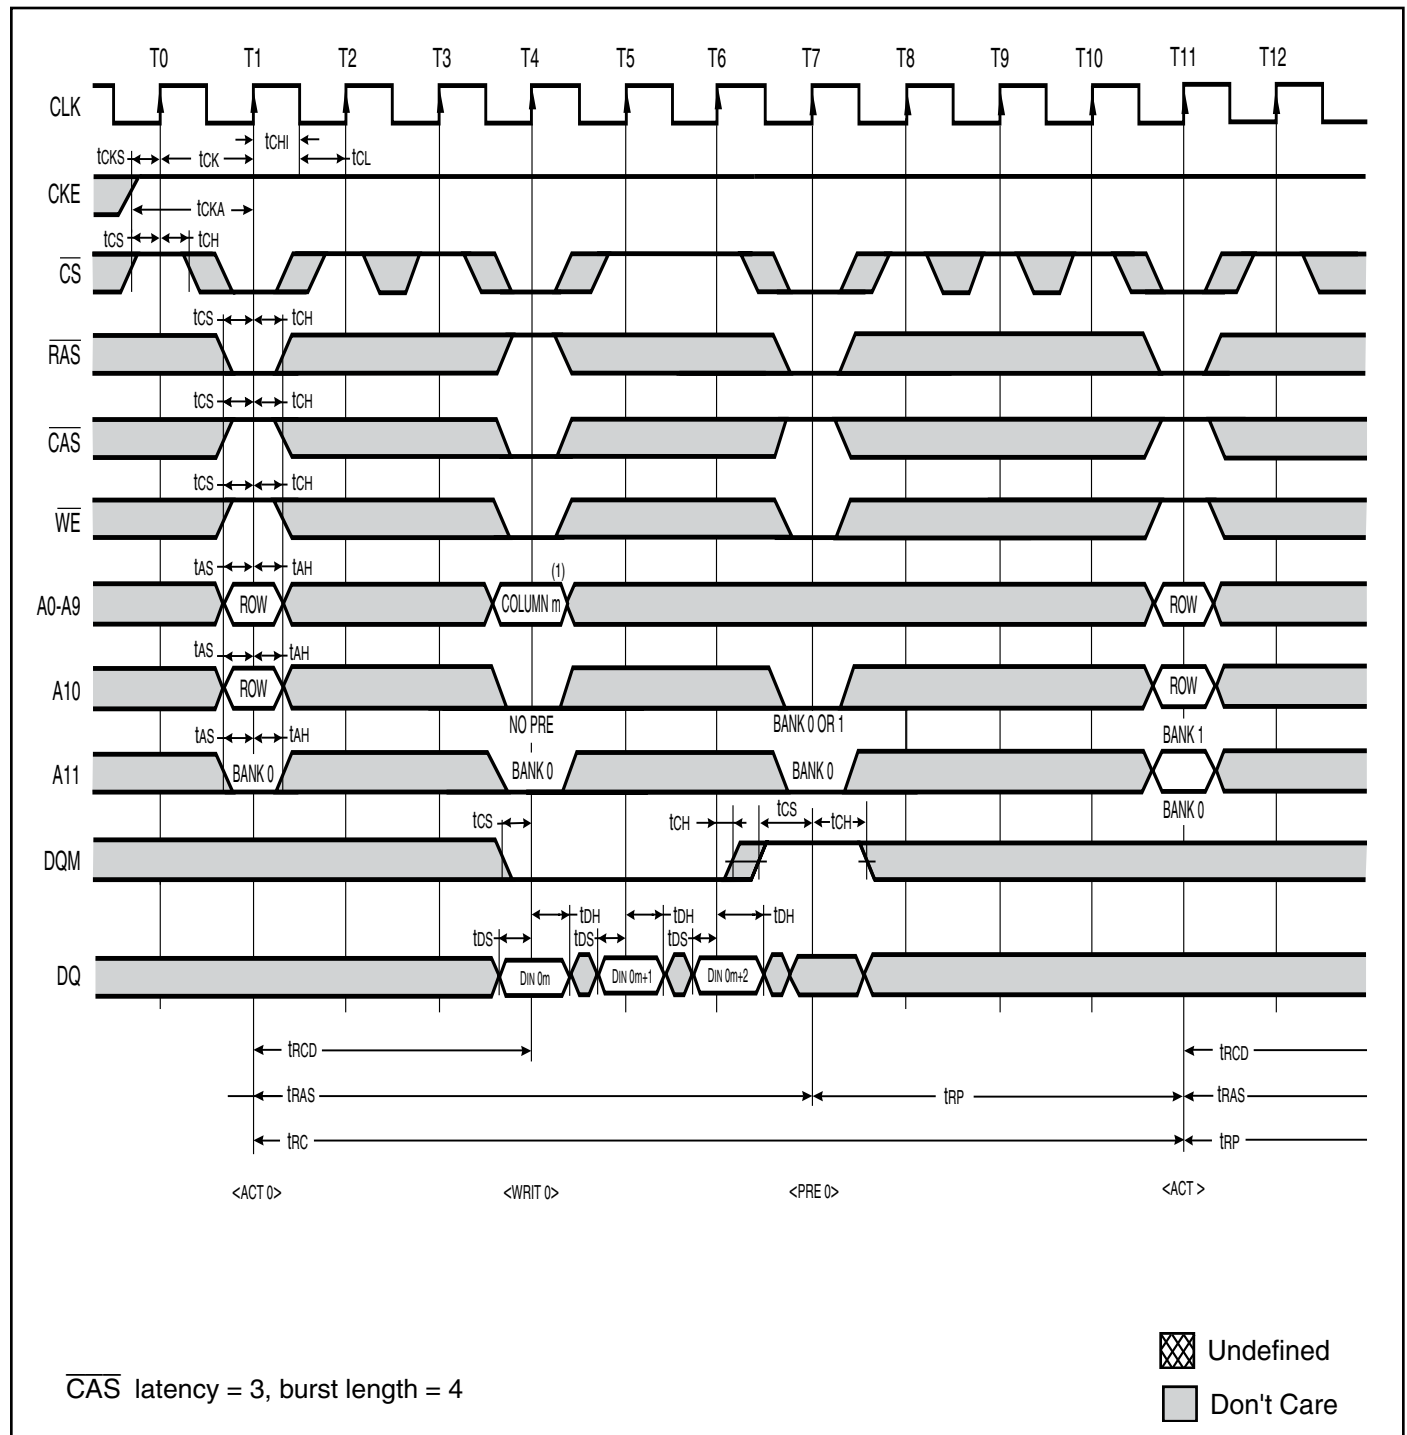 T0 T1 T2 T3 T4 T5 T6 T7 T8 T9 T10 T11 T12
CLK
tCHI
tCKS tCK tCL
CKE
tCKA
tCS tCH
CS
tCS tCH
RAS
tCS tCH
CAS
tCS tCH
WE
tAS tAH (1)
A0-A9 ROW COLUMN m ROW
tAS tAH
A10 ROW ROW
NO PRE BANK 0 OR 1 BANK 1
tAS tAH
A11 BANK 0 BANK 0 BANK 0
BANK 0
tCS tCH tCS tCH
DQM
tDH tDH tDH
tDS tDS tDS
DQ DIN 0m DIN 0m+1 DIN 0m+2
tRCD tRCD
tRAS tRP tRAS
tRC tRP
<ACT 0> <WRIT 0> <PRE 0> <ACT >
Undefined
CAS latency = 3, burst length = 4
Don't Care